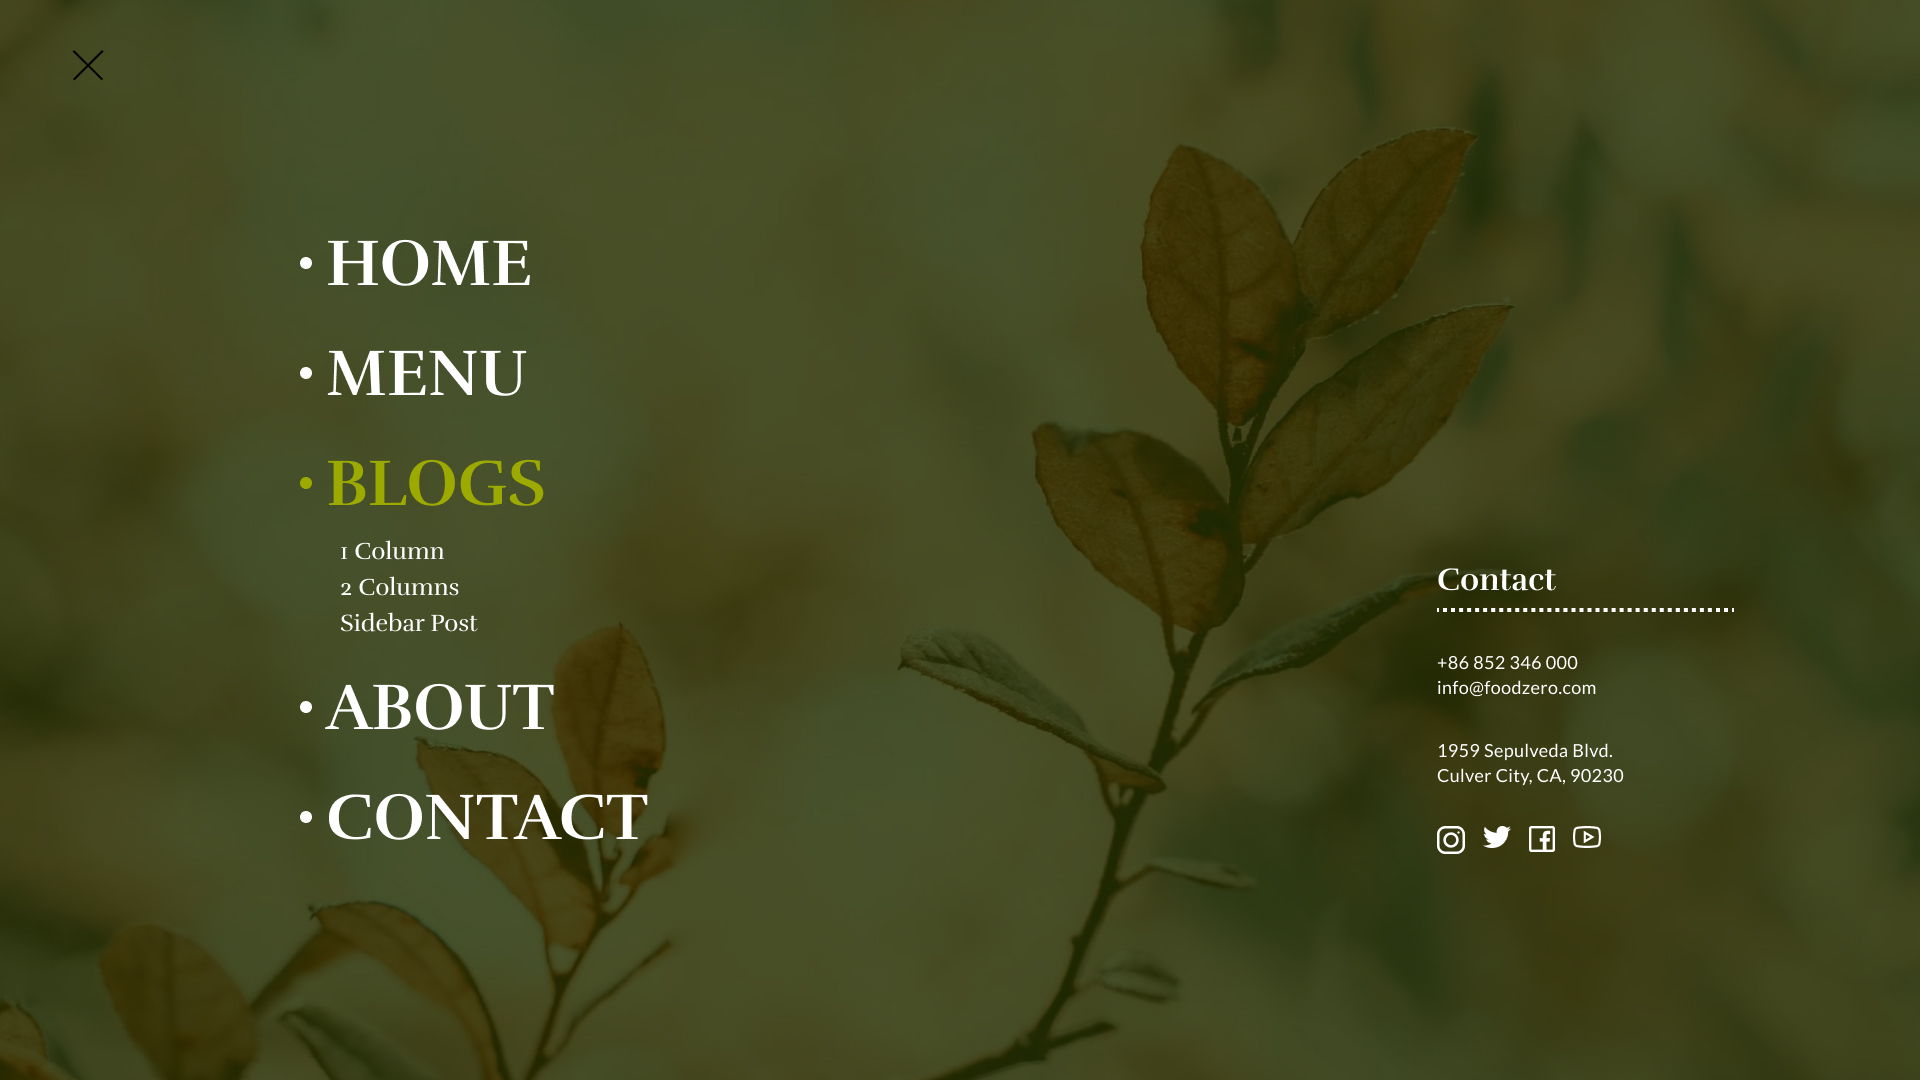 HOME
MENU
BLOGS
1 Column
2 Columns
Sidebar Post
ABOUT
CONTACT
Contact
+86 852 346 000
info@foodzero.com
1959 Sepulveda Blvd.
Culver City, CA, 90230